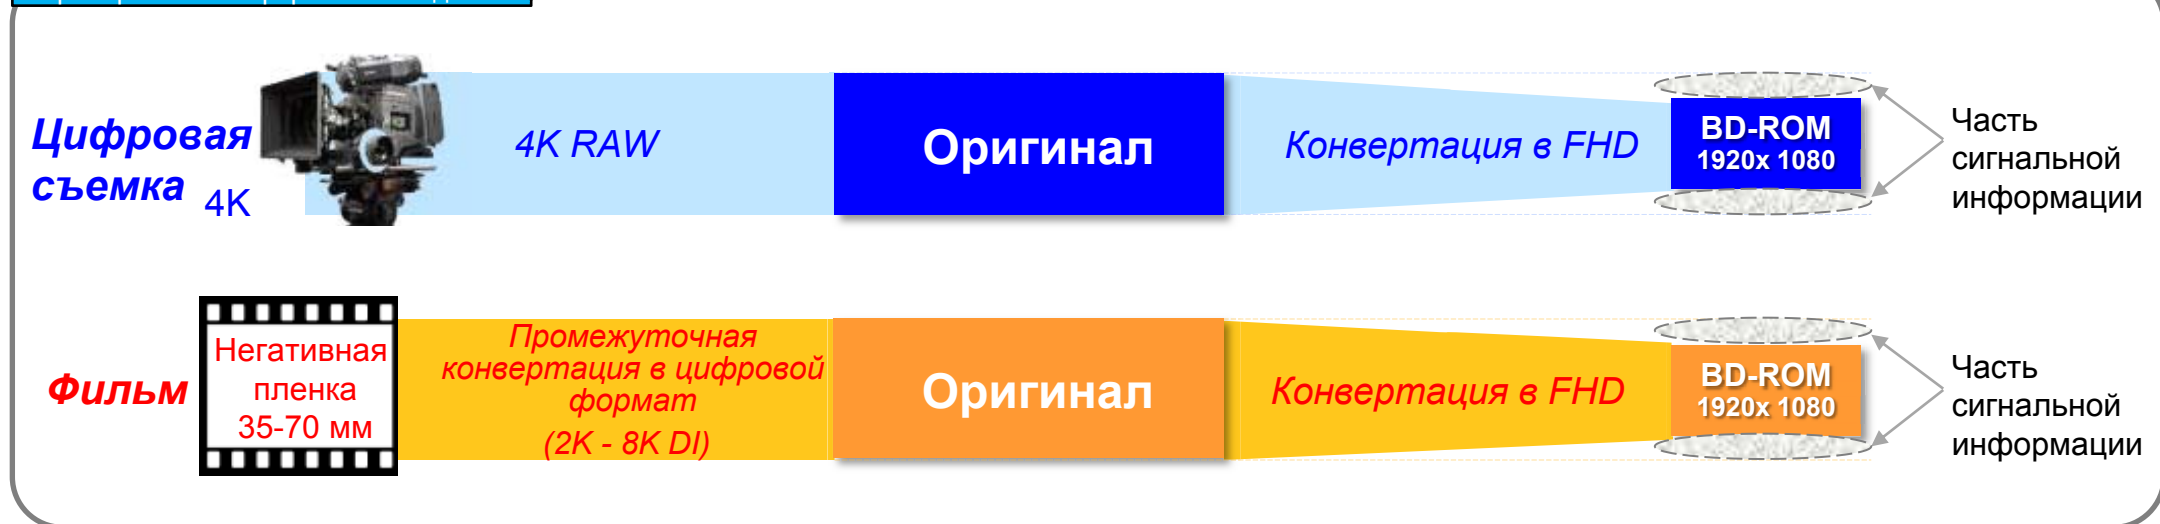 Цифровая
съемка 4K
4K RAW
Оригинал
Конвертация в FHD
BD-ROM
1920x 1080
Часть
сигнальной
информации
Фильм
Негативная
пленка
35-70 мм
Промежуточная
конвертация в цифровой
формат
(2K - 8K DI)
Оригинал
Конвертация в FHD
BD-ROM
1920x 1080
Часть
сигнальной
информации